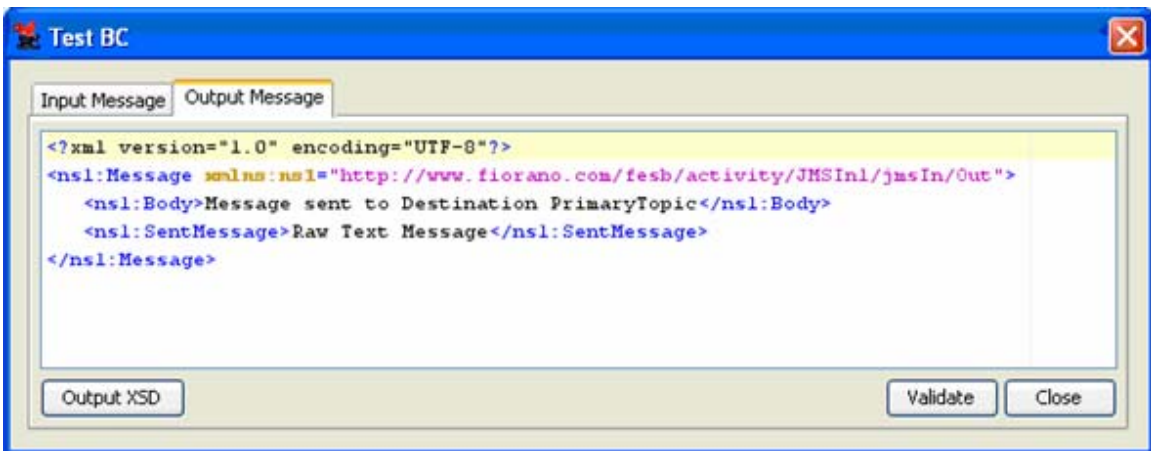 Test BC
Input Message
Output Message
<?xml version="1.0" encoding="UTF-8"?>
<ns1:Message xmlns:ns1="http://www.fiorano.com/fesb/activity/JMSIn1/jmsIn/Out">
<ns1:Body>Message sent to Destination PrimaryTopic</ns1:Body>
<ns1:SentMessage>Raw Text Message</ns1:SentMessage>
</ns1:Message>
Output XSD
Validate
Close